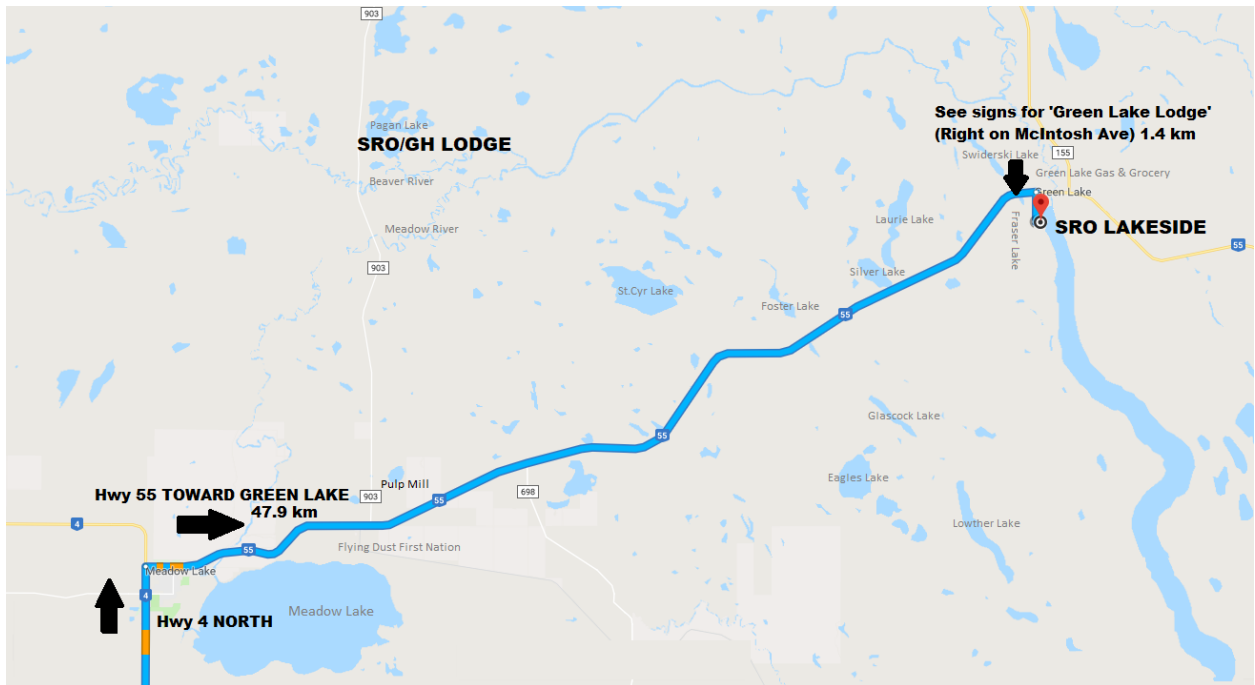 903
Pagan Lake
SRO/GH LODGE
Beaver River
Meadow River
903
See signs for 'Green Lake Lodge'
(Right on McIntosh Ave) 1.4 km
Swiderski Lake
155
Green Lake Gas & Grocery
Green Lake
SRO LAKESIDE
Laurie Lake
Fraser Lake
55
Silver Lake
St.Cyr Lake
Foster Lake
55
Glascock Lake
55
Eagles Lake
Lowther Lake
Pulp Mill
698
903
55
Hwy 55 TOWARD GREEN LAKE
47.9 km
4
55
Flying Dust First Nation
Meadow Lake
4
Meadow Lake
Hwy 4 NORTH